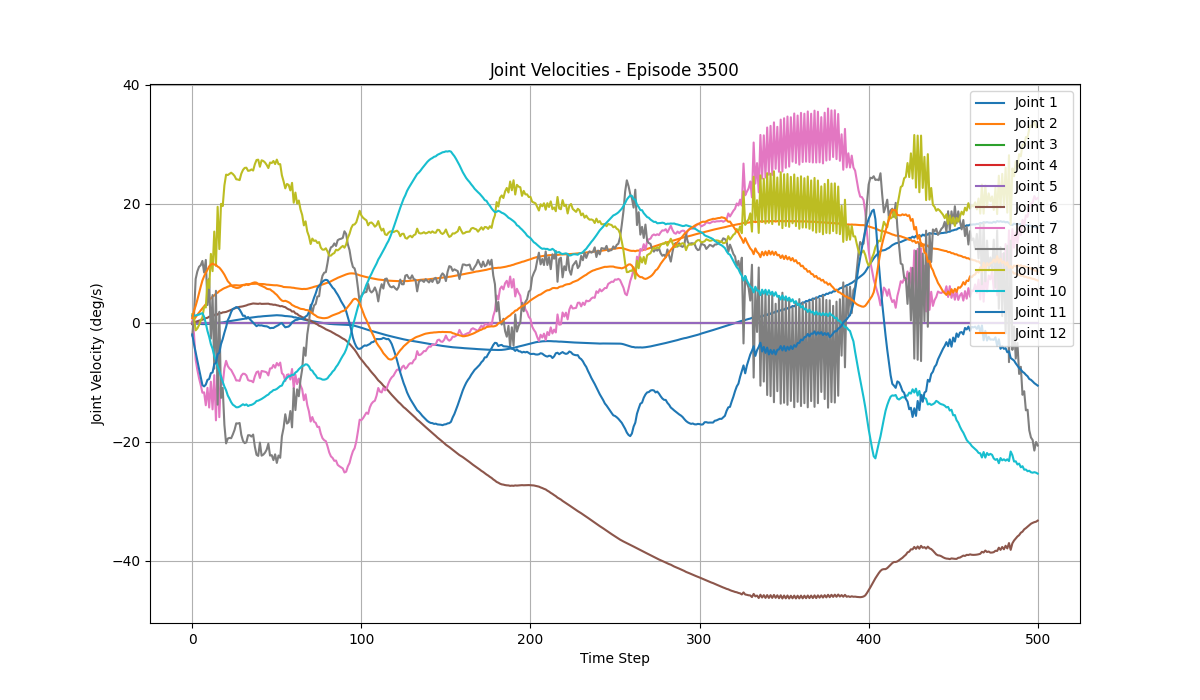 Joint Velocities - Episode 3500
Joint Velocity (deg/s)
40
20
0
−20
−40
0 100 200 300 400 500
Time Step
Joint 1
Joint 2
Joint 3
Joint 4
Joint 5
Joint 6
Joint 7
Joint 8
Joint 9
Joint 10
Joint 11
Joint 12